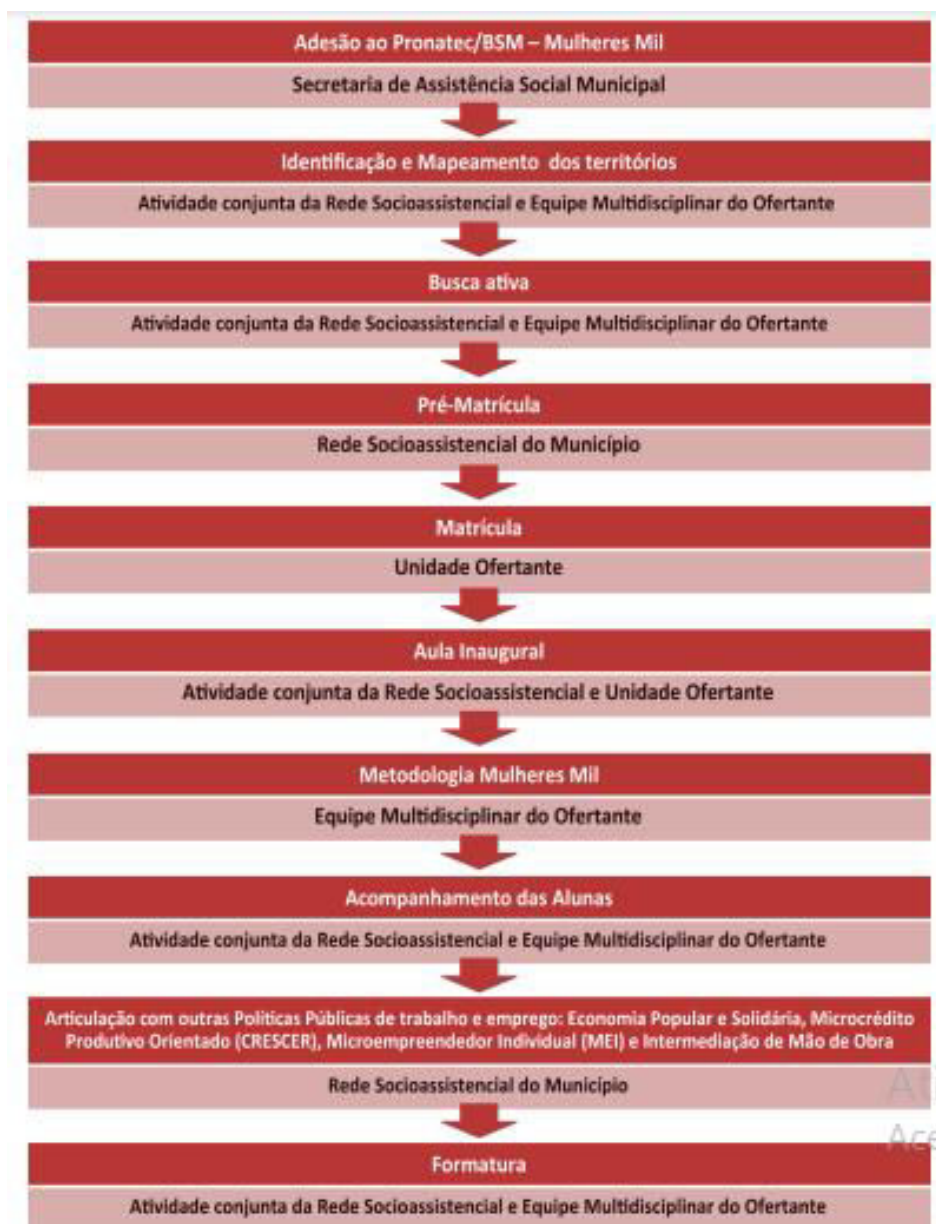 Adesão ao Pronatec/BSM – Mulheres Mil
Secretaria de Assistência Social Municipal
Identificação e Mapeamento dos territórios
Atividade conjunta da Rede Socioassistencial e Equipe Multidisciplinar do Ofertante
Busca ativa
Atividade conjunta da Rede Socioassistencial e Equipe Multidisciplinar do Ofertante
Pré-Matrícula
Rede Socioassistencial do Município
Matrícula
Unidade Ofertante
Aula Inaugural
Atividade conjunta da Rede Socioassistencial e Unidade Ofertante
Metodologia Mulheres Mil
Equipe Multidisciplinar do Ofertante
Acompanhamento das Alunas
Atividade conjunta da Rede Socioassistencial e Equipe Multidisciplinar do Ofertante
Articulação com outras Políticas Públicas de trabalho e emprego: Economia Popular e Solidária, Microcrédito
Produtivo Orientado (CRESCER), Microempreendedor Individual (MEI) e Intermediação de Mão de Obra
Rede Socioassistencial do Município
Formatura
Atividade conjunta da Rede Socioassistencial e Equipe Multidisciplinar do Ofertante